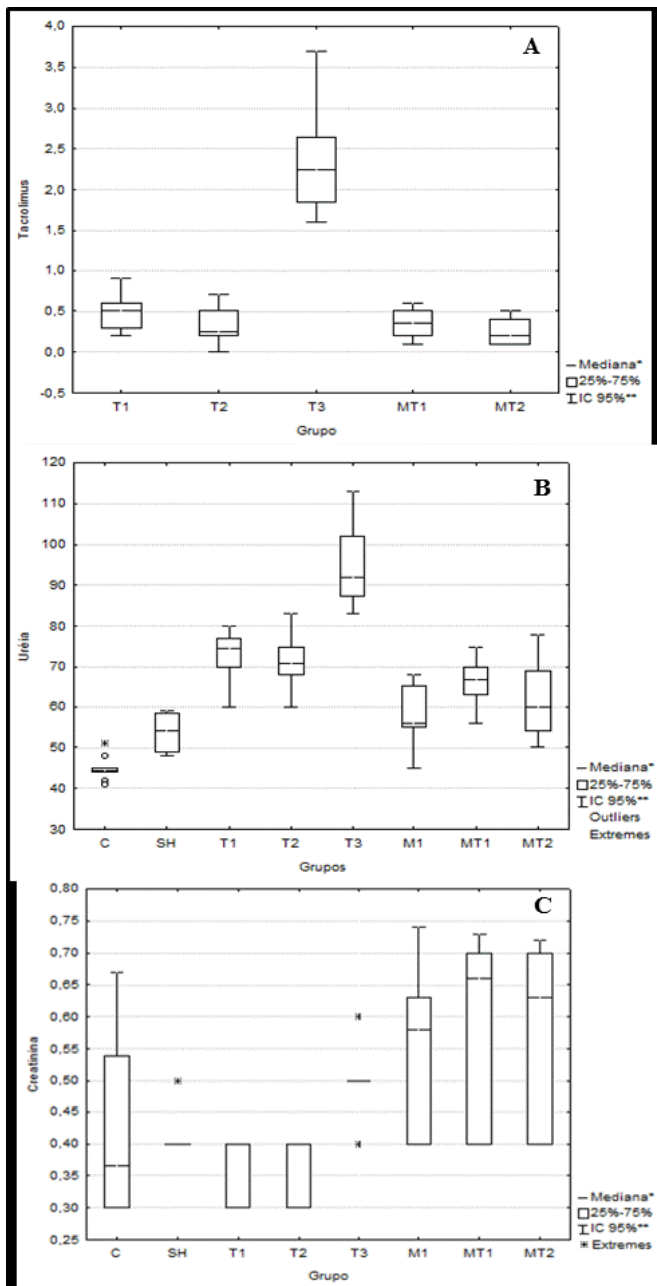 A
4,0
3,5
3,0
2,5
2,0
1,5
1,0
0,5
0,0
-0,5
Tacrolimus
T1 T2 T3 MT1 MT2
Grupo
Mediana*
25%-75%
IC 95%**
B
120
110
100
90
80
70
60
50
40
30
Uréia
C SH T1 T2 T3 M1 MT1 MT2
Grupos
Mediana*
25%-75%
IC 95%**
Outliers
Extremes
C
0,80
0,75
0,70
0,65
0,60
0,55
0,50
0,45
0,40
0,35
0,30
0,25
Creatinina
C SH T1 T2 T3 M1 MT1 MT2
Grupo
Mediana*
25%-75%
IC 95%**
Extremes